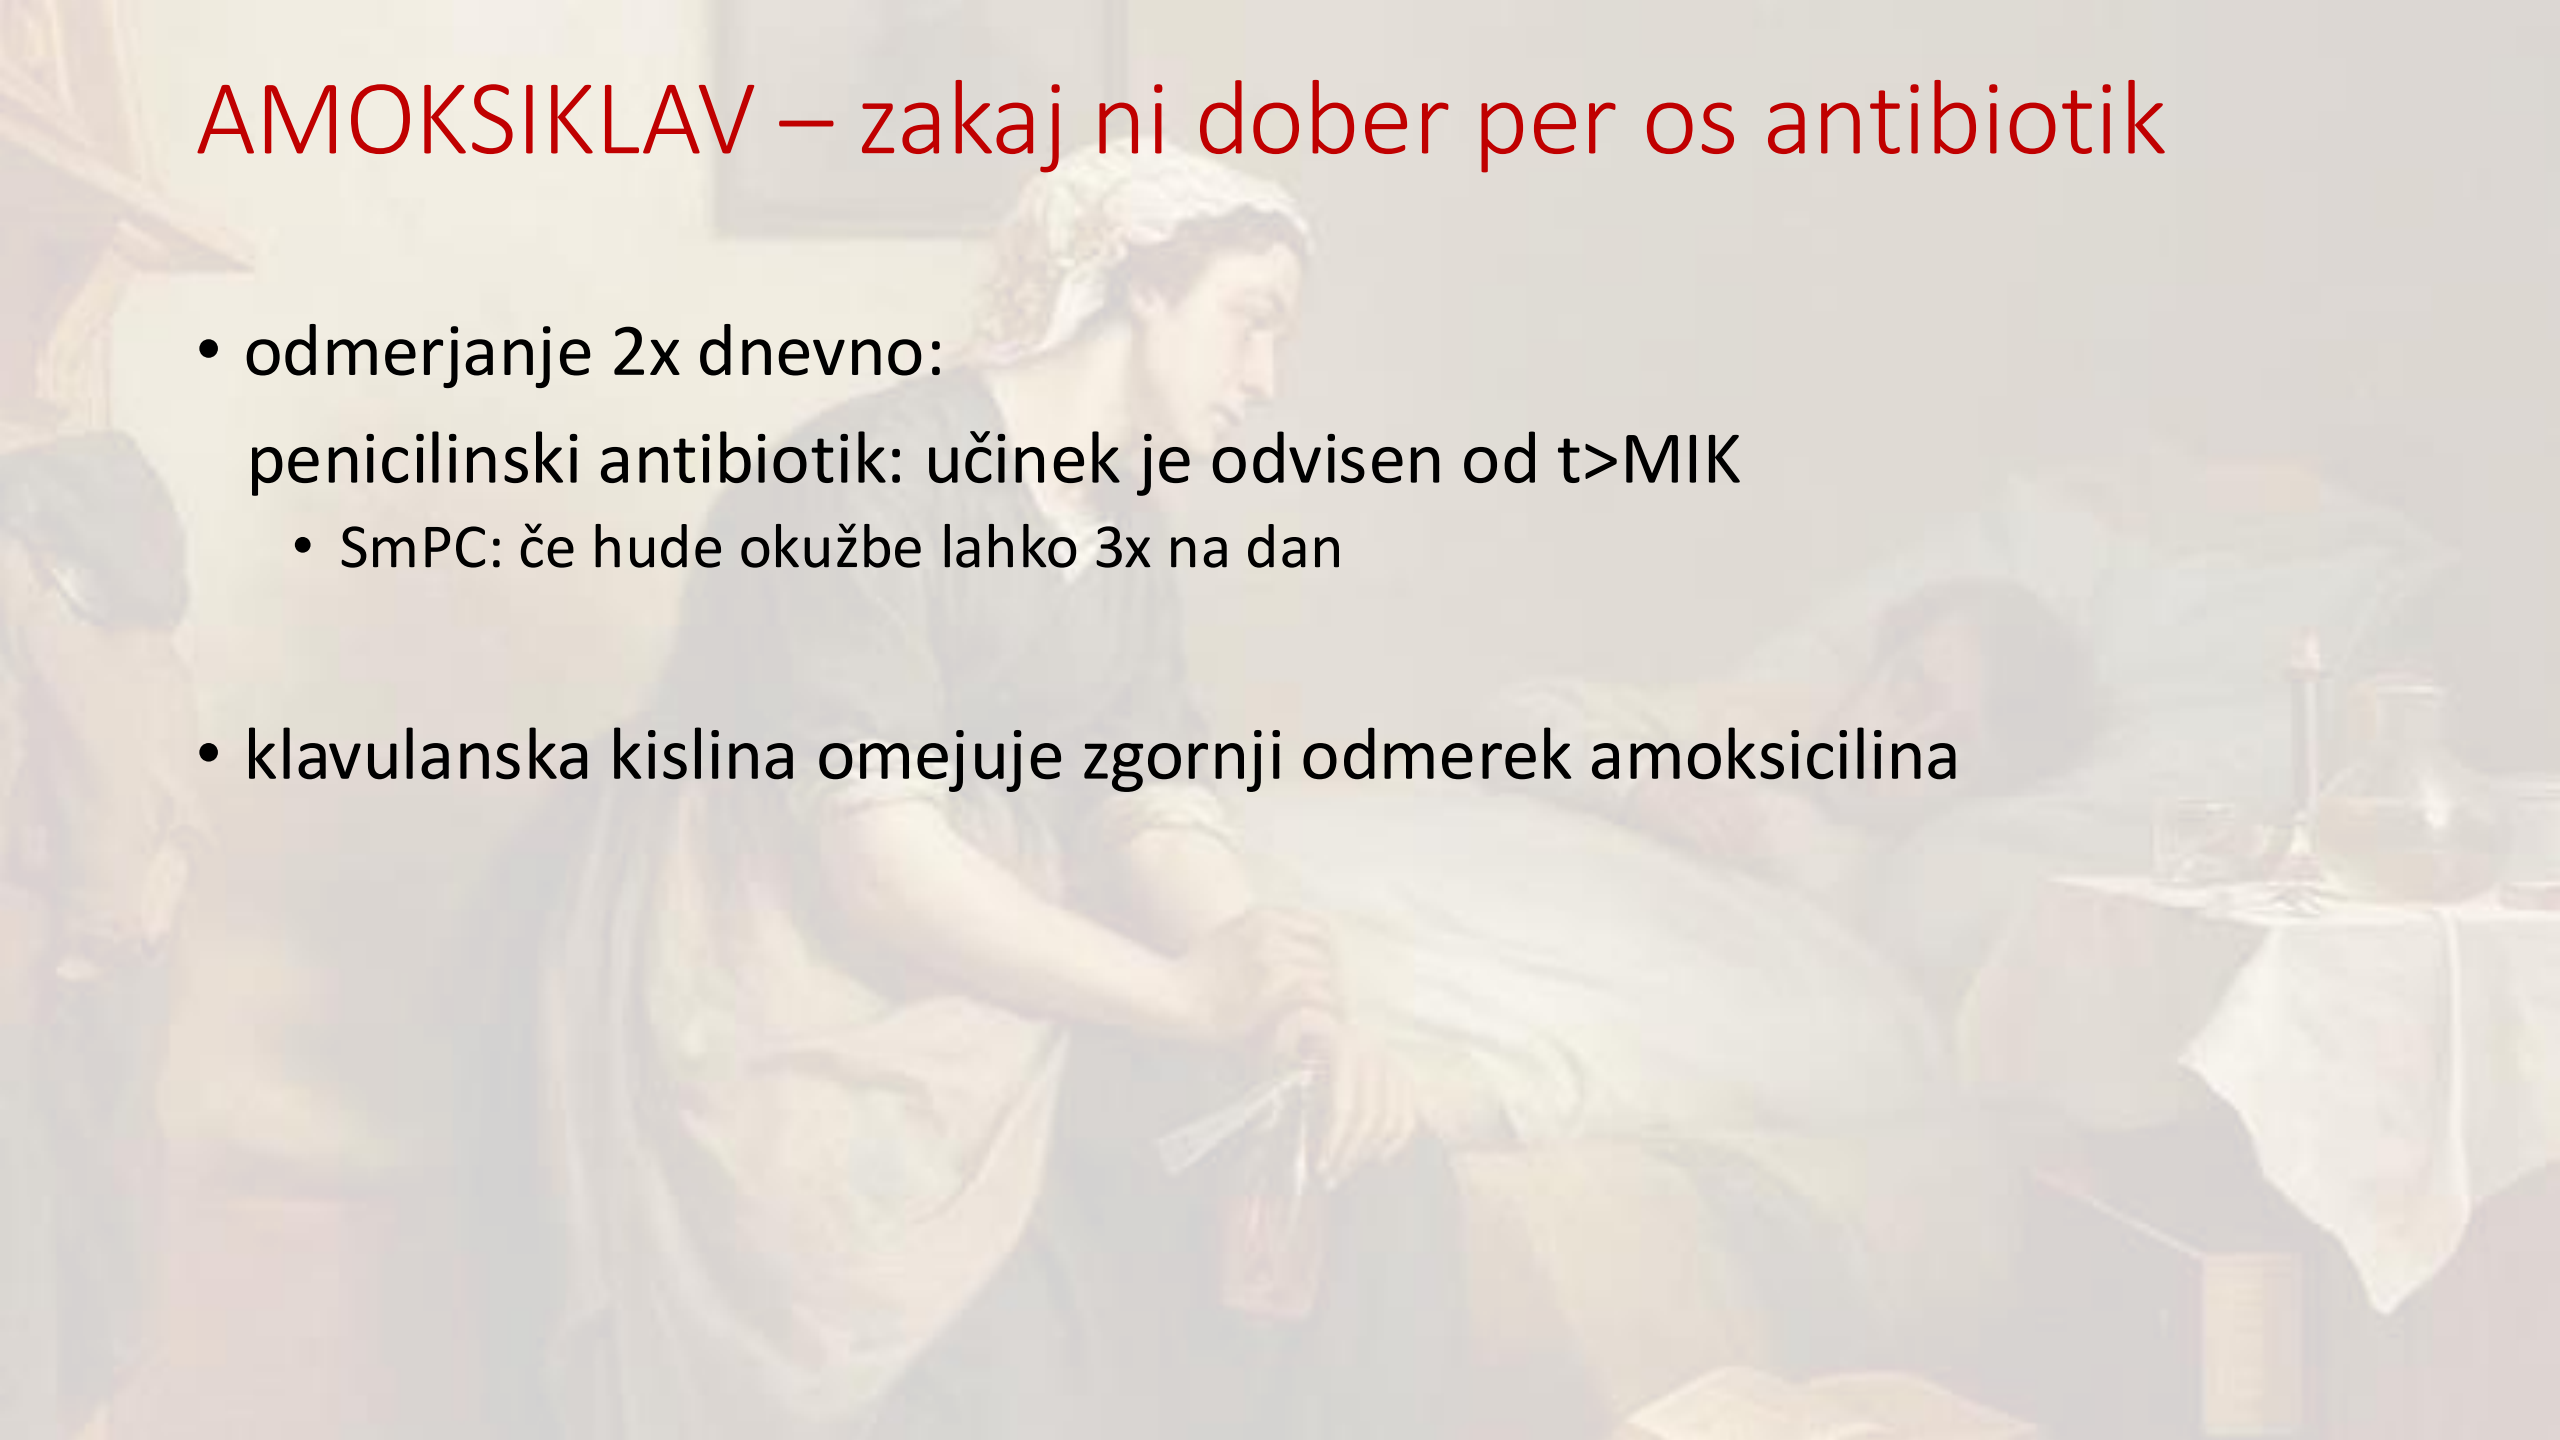 AMOKSIKLAV – zakaj ni dober per os antibiotik
• odmerjanje 2x dnevno:
penicilinski antibiotik: učinek je odvisen od t>MIK
• SmPC: če hude okužbe lahko 3x na dan
• klavulanska kislina omejuje zgornji odmerek amoksicilina